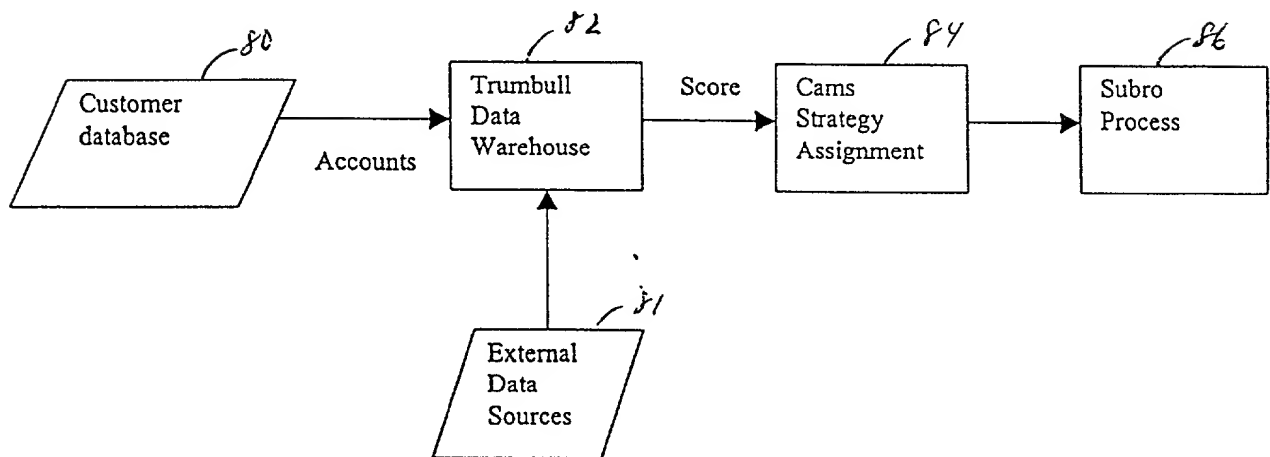 80
Customer
database
Accounts
82
Trumbull
Data
Warehouse
Score
84
Cams
Strategy
Assignment
86
Subro
Process
81
External
Data
Sources